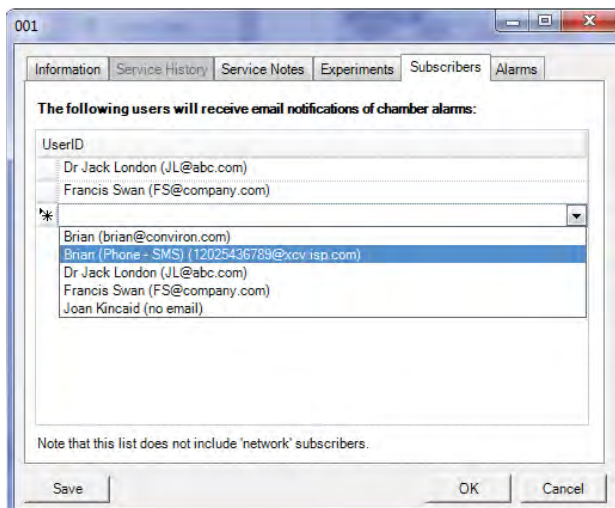 001
Information Service History Service Notes Experiments Subscribers Alarms
The following users will receive email notifications of chamber alarms:
UserID
Dr Jack London (JL@abc.com)
Francis Swan (FS@company.com)
Brian (brian@conviron.com)
Brian (Phone - SMS) (12025436789@xcv.isp.com)
Dr Jack London (JL@abc.com)
Francis Swan (FS@company.com)
Joan Kincaid (no email)
Note that this list does not include 'network' subscribers.
Save OK Cancel